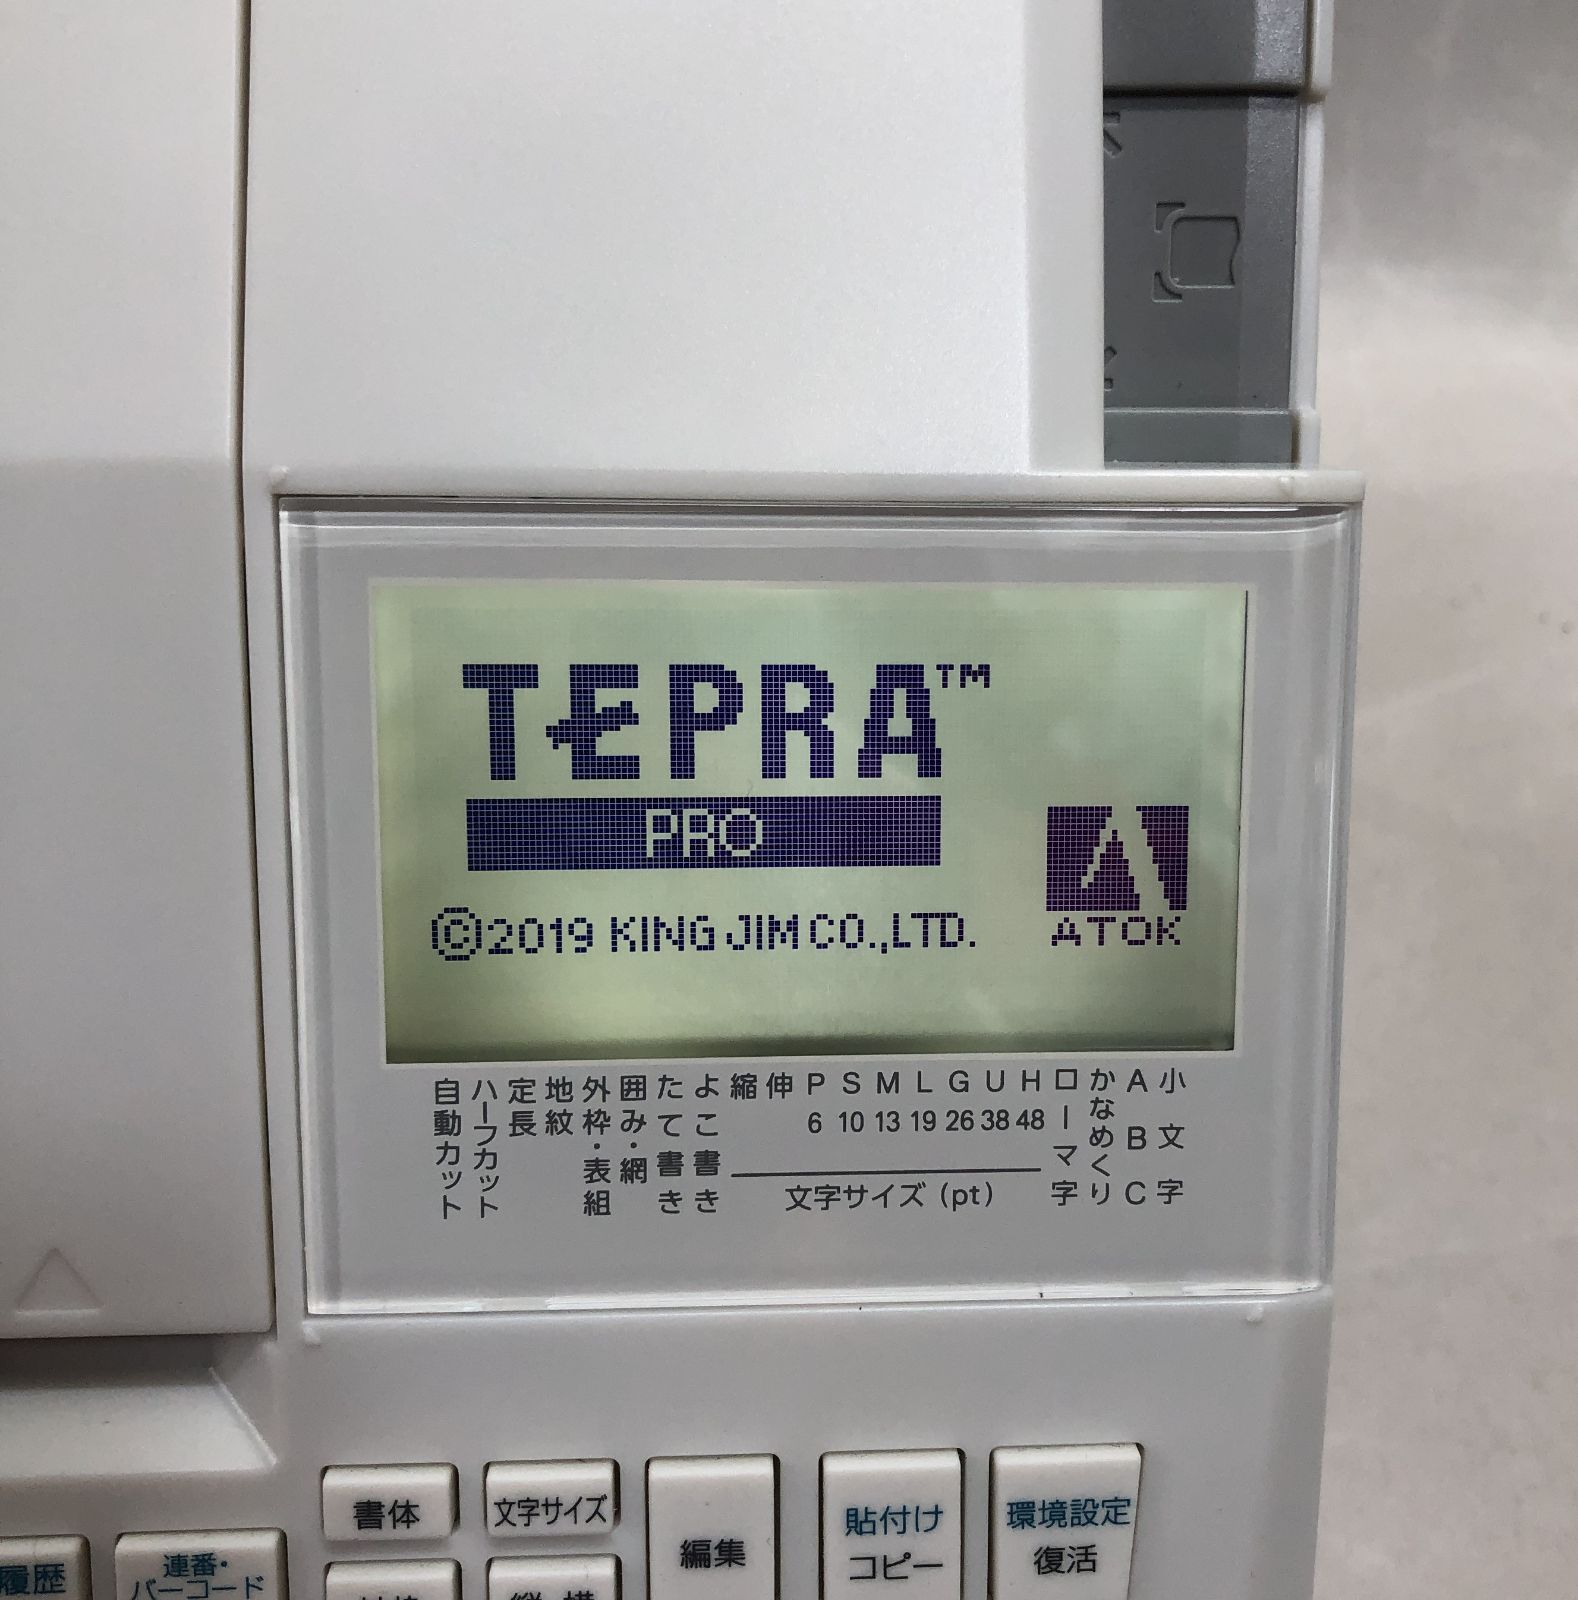 TEPRA™
PRO
©2019 KING JIM CO.,LTD.
ATOK
自動カット
ハーフカット
定長
地紋
外枠・表組
囲み・網
たて書き
よこ書き
縮
伸
P S M L G U H
6 10 13 19 26 38 48
文字サイズ (pt)
ローマ字
かなめくり
ABC
小文字
書体
文字サイズ
編集
貼付け
コピー
環境設定
復活
履歴
連番・
バーコード